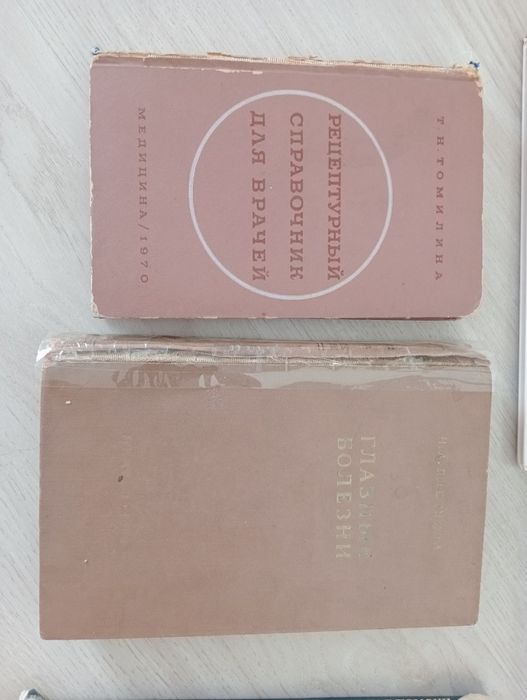 Т. Н. ТОМИЛИНА
РЕЦЕПТУРНЫЙ
СПРАВОЧНИК
ДЛЯ ВРАЧЕЙ
МЕДИЦИНА / 1970
ГЛАЗНЫЕ
БОЛЕЗНИ